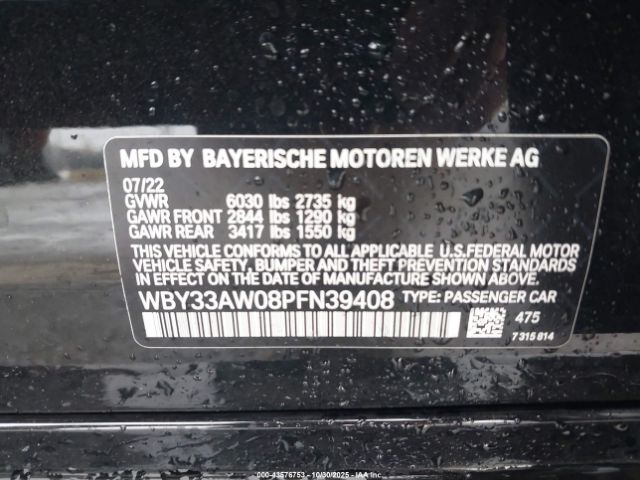 MFD BY BAYERISCHE MOTOREN WERKE AG
07/22
GVWR 6030 lbs 2735 kg
GAWR FRONT 2844 lbs 1290 kg
GAWR REAR 3417 lbs 1550 kg
THIS VEHICLE CONFORMS TO ALL APPLICABLE U.S.FEDERAL MOTOR
VEHICLE SAFETY, BUMPER, AND THEFT PREVENTION STANDARDS
IN EFFECT ON THE DATE OF MANUFACTURE SHOWN ABOVE.
WBY33AW08PFN39408 TYPE: PASSENGER CAR
475
7315814
000-43576753 - 10/30/2025 - IAA Inc.